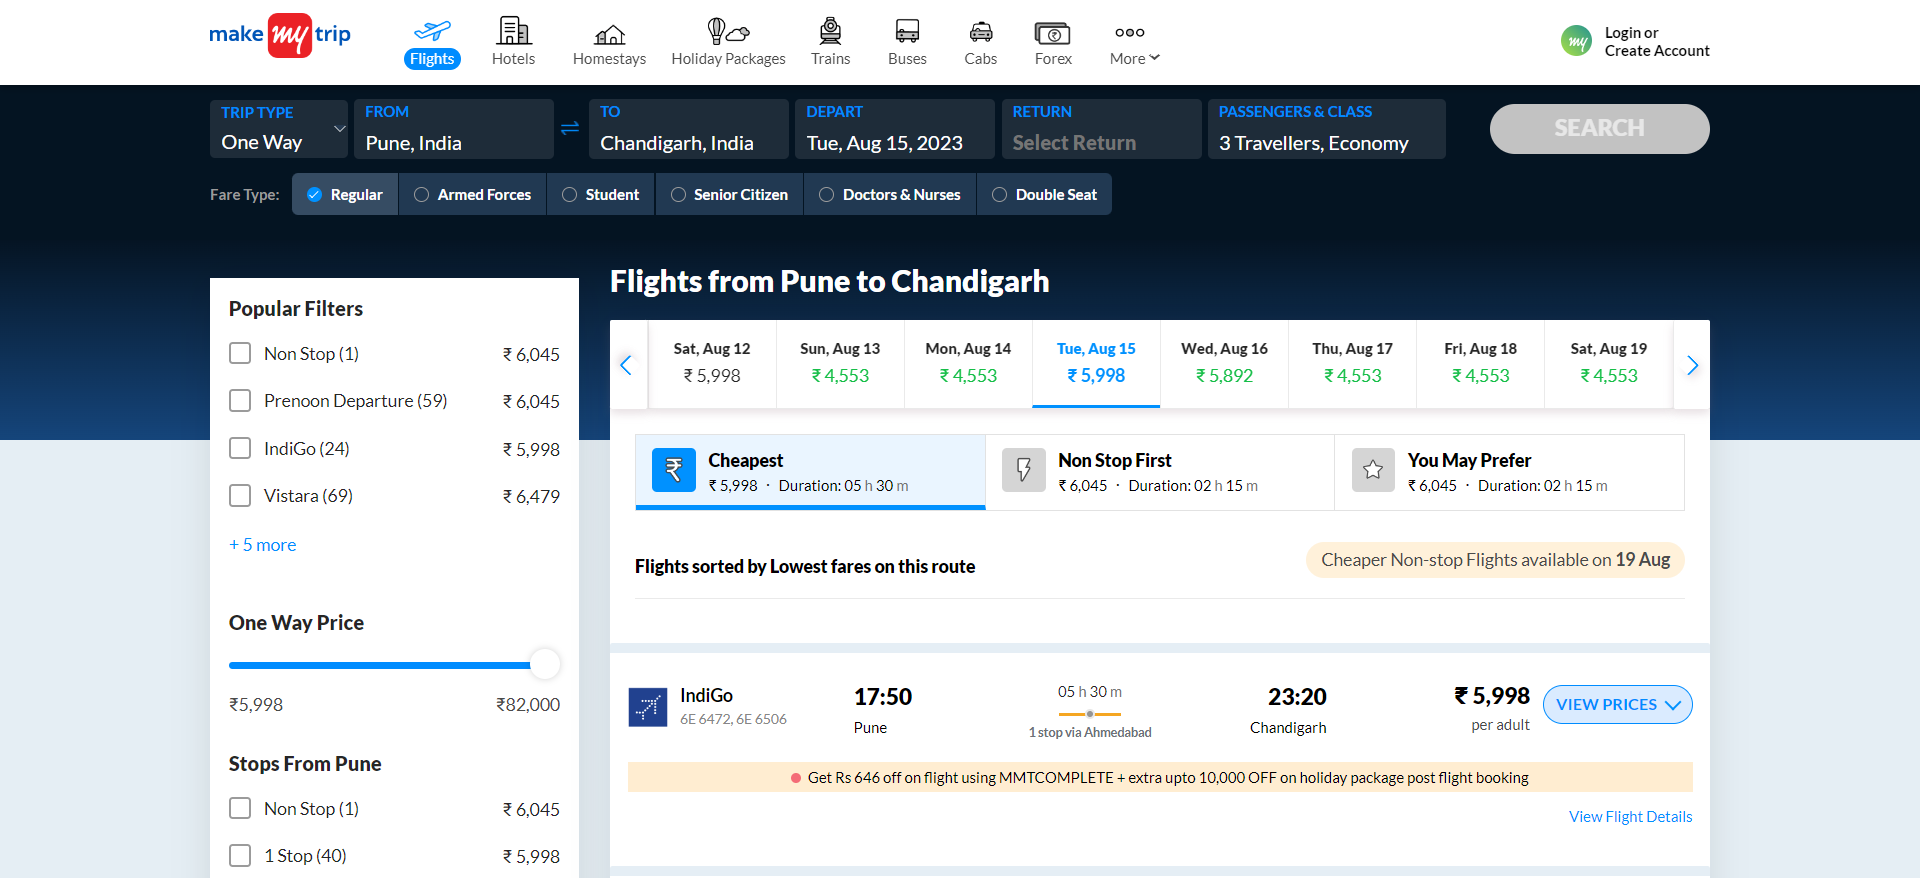 make my trip
Flights
Hotels
Homestays
Holiday Packages
Trains
Buses
Cabs
Forex
More
my
Login or
Create Account
TRIP TYPE
One Way
FROM
Pune, India
TO
Chandigarh, India
DEPART
Tue, Aug 15, 2023
RETURN
Select Return
PASSENGERS & CLASS
3 Travellers, Economy
SEARCH
Fare Type:
Regular
Armed Forces
Student
Senior Citizen
Doctors & Nurses
Double Seat
Popular Filters
Non Stop (1) ₹ 6,045
Prenoon Departure (59) ₹ 6,045
IndiGo (24) ₹ 5,998
Vistara (69) ₹ 6,479
+ 5 more
One Way Price
₹5,998 ₹82,000
Stops From Pune
Non Stop (1) ₹ 6,045
1 Stop (40) ₹ 5,998
Flights from Pune to Chandigarh
Sat, Aug 12
₹ 5,998
Sun, Aug 13
₹ 4,553
Mon, Aug 14
₹ 4,553
Tue, Aug 15
₹ 5,998
Wed, Aug 16
₹ 5,892
Thu, Aug 17
₹ 4,553
Fri, Aug 18
₹ 4,553
Sat, Aug 19
₹ 4,553
₹
Cheapest
₹ 5,998 · Duration: 05 h 30 m
Non Stop First
₹ 6,045 · Duration: 02 h 15 m
You May Prefer
₹ 6,045 · Duration: 02 h 15 m
Flights sorted by Lowest fares on this route
Cheaper Non-stop Flights available on 19 Aug
IndiGo
6E 6472, 6E 6506
17:50
Pune
05 h 30 m
1 stop via Ahmedabad
23:20
Chandigarh
₹ 5,998
per adult
VIEW PRICES
Get Rs 646 off on flight using MMTCOMPLETE + extra upto 10,000 OFF on holiday package post flight booking
View Flight Details